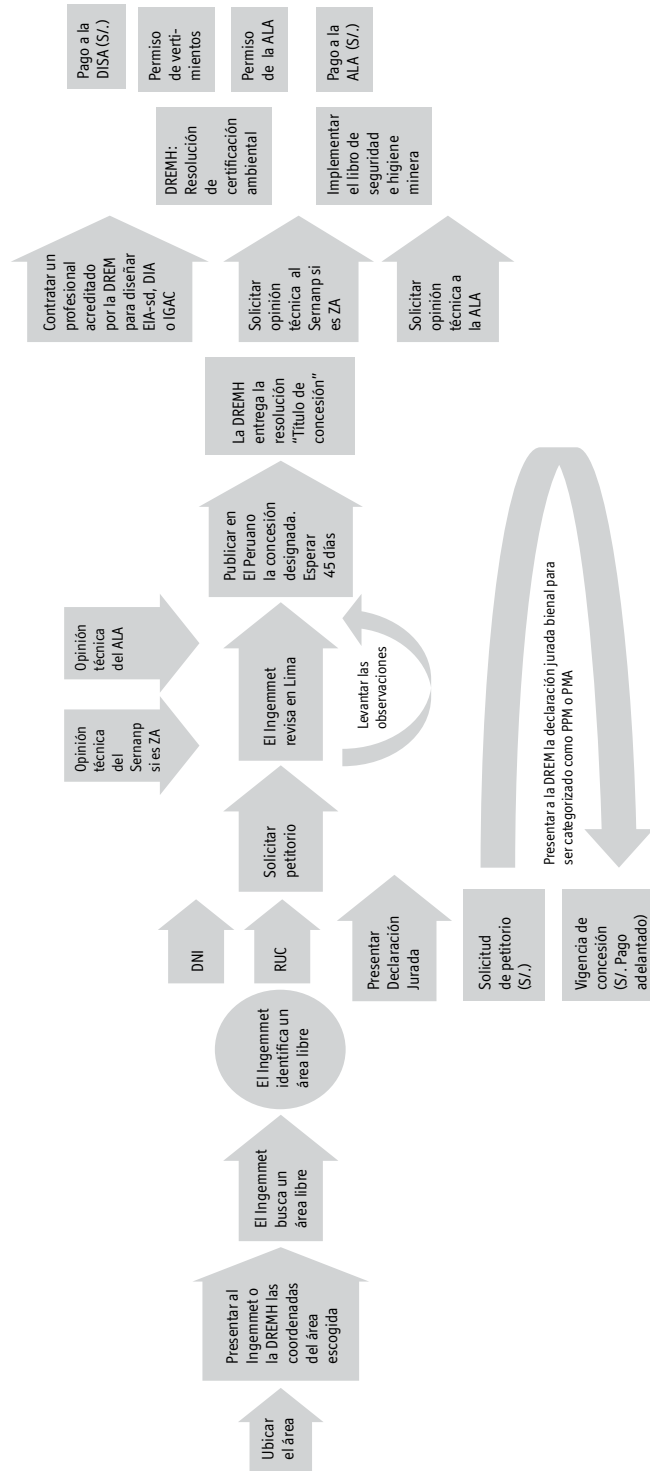 Ubicar
el área
Presentar al
Ingemmet o
la DREMH las
coordenadas
del área
escogida
El Ingemmet
busca un
área libre
El Ingemmet
identifica un
área libre
DNI
RUC
Presentar
Declaración
Jurada
Solicitud
de petitorio
(S/.)
Vigencia de
concesión
(S/. Pago
adelantado)
Solicitar
petitorio
Opinión
técnica
del
Sernanp
si es ZA
Opinión
técnica
del ALA
El Ingemmet
revisa en Lima
Levantar las
observaciones
Presentar a la DREM la declaración jurada bienal para
ser categorizado como PPM o PMA
Publicar en
El Peruano
la concesión
designada.
Esperar
45 días
La DREMH
entrega la
resolución
“Título de
concesión”
Contratar un
profesional
acreditado
por la DREM
para diseñar
EIA-sd, DIA
o IGAC
Solicitar
opinión
técnica al
Sernanp si
es ZA
Solicitar
opinión
técnica a
la ALA
DREMH:
Resolución
de
certificación
ambiental
Implementar
el libro de
seguridad
e higiene
minera
Pago a la
DISA (S/.)
Permiso
de verti-
mientos
Permiso
de la ALA
Pago a la
ALA (S/.)